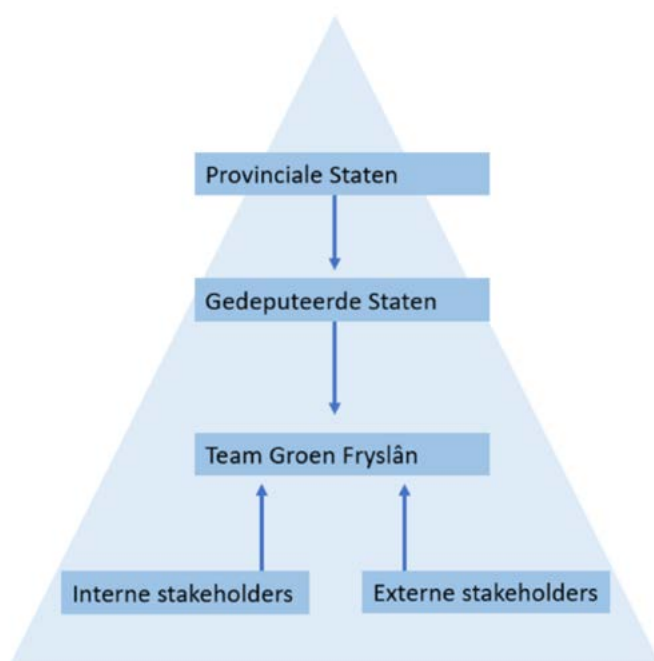 Provinciale Staten
Gedeputeerde Staten
Team Groen Fryslân
Interne stakeholders
Externe stakeholders